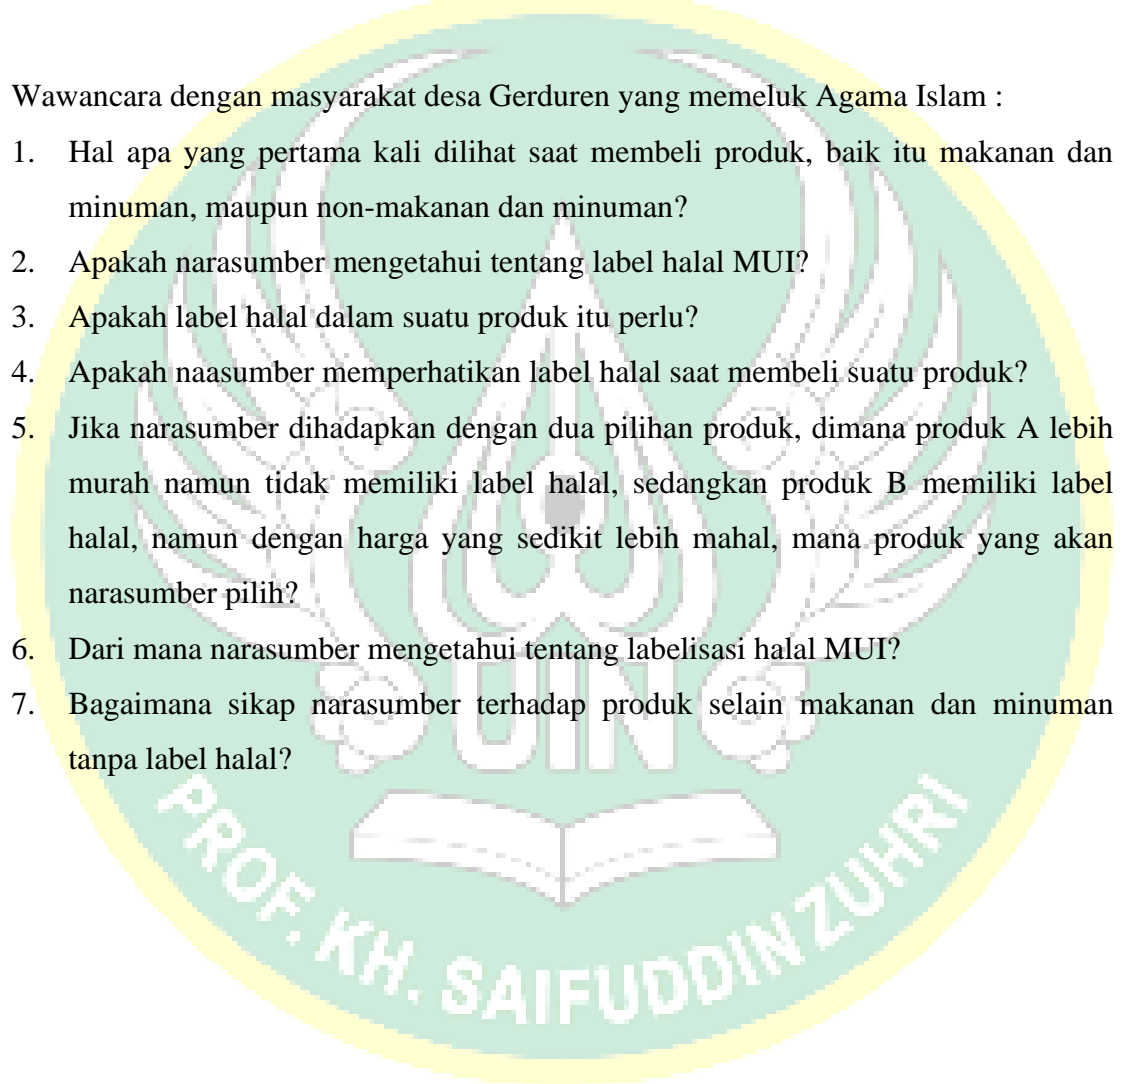 Wawancara dengan masyarakat desa Gerduren yang memeluk Agama Islam :
1. Hal apa yang pertama kali dilihat saat membeli produk, baik itu makanan dan
minuman, maupun non-makanan dan minuman?
2. Apakah narasumber mengetahui tentang label halal MUI?
3. Apakah label halal dalam suatu produk itu perlu?
4. Apakah naasumber memperhatikan label halal saat membeli suatu produk?
5. Jika narasumber dihadapkan dengan dua pilihan produk, dimana produk A lebih
murah namun tidak memiliki label halal, sedangkan produk B memiliki label
halal, namun dengan harga yang sedikit lebih mahal, mana produk yang akan
narasumber pilih?
6. Dari mana narasumber mengetahui tentang labelisasi halal MUI?
7. Bagaimana sikap narasumber terhadap produk selain makanan dan minuman
tanpa label halal?
UIN
PROF. KH. SAIFUDDIN ZUHRI